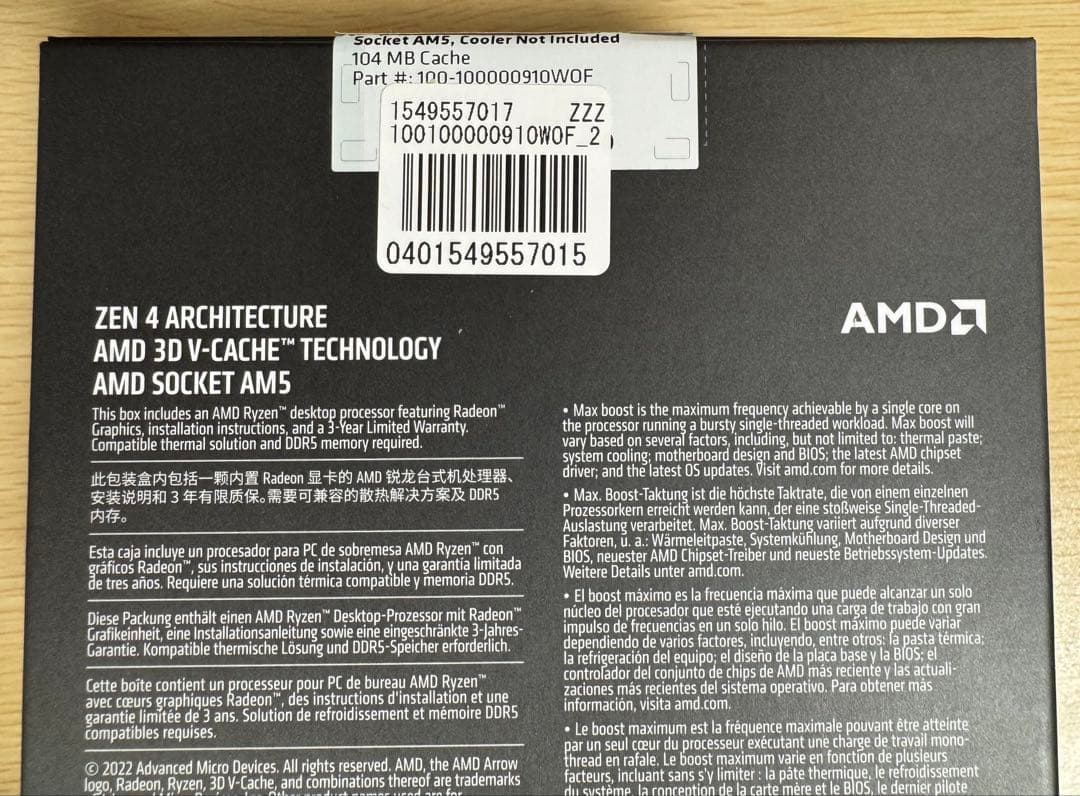 Socket AM5, Cooler Not Included
104 MB Cache
Part #: 100-100000910WOF
1549557017 ZZZ
100100000910WOF_2
0401549557015
ZEN 4 ARCHITECTURE
AMD 3D V-CACHE™ TECHNOLOGY
AMD SOCKET AM5
AMD
This box includes an AMD Ryzen™ desktop processor featuring Radeon™
Graphics, installation instructions, and a 3-Year Limited Warranty.
Compatible thermal solution and DDR5 memory required.
此包装盒内包括一颗内置 Radeon 显卡的 AMD 锐龙台式机处理器、
安装说明和 3 年有限质保。需要可兼容的散热解决方案及 DDR5
内存。
Esta caja incluye un procesador para PC de sobremesa AMD Ryzen™ con
gráficos Radeon™, sus instrucciones de instalación, y una garantía limitada
de tres años. Requiere una solución térmica compatible y memoria DDR5.
Diese Packung enthält einen AMD Ryzen™ Desktop-Prozessor mit Radeon™
Grafikeinheit, eine Installationsanleitung sowie eine eingeschränkte 3-Jahres-
Garantie. Kompatible thermische Lösung und DDR5-Speicher erforderlich.
Cette boîte contient un processeur pour PC de bureau AMD Ryzen™
avec cœurs graphiques Radeon™, des instructions d'installation et une
garantie limitée de 3 ans. Solution de refroidissement et mémoire DDR5
compatibles requises.
© 2022 Advanced Micro Devices. All rights reserved. AMD, the AMD Arrow
logo, Radeon, Ryzen, 3D V-Cache, and combinations thereof are trademarks
• Max boost is the maximum frequency achievable by a single core on
the processor running a bursty single-threaded workload. Max boost will
vary based on several factors, including, but not limited to: thermal paste;
system cooling; motherboard design and BIOS; the latest AMD chipset
driver; and the latest OS updates. Visit amd.com for more details.
• Max. Boost-Taktung ist die höchste Taktrate, die von einem einzelnen
Prozessorkern erreicht werden kann, der eine stoßweise Single-Threaded-
Auslastung verarbeitet. Max. Boost-Taktung variiert aufgrund diverser
Faktoren, u. a.: Wärmeleitpaste, Systemkühlung, Motherboard Design und
BIOS, neuester AMD Chipset-Treiber und neueste Betriebssystem-Updates.
Weitere Details unter amd.com.
• El boost máximo es la frecuencia máxima que puede alcanzar un solo
núcleo del procesador que esté ejecutando una carga de trabajo con gran
impulso de frecuencias en un solo hilo. El boost máximo puede variar
dependiendo de varios factores, incluyendo, entre otros: la pasta térmica;
la refrigeración del equipo; el diseño de la placa base y la BIOS; el
controlador del conjunto de chips de AMD más reciente y las actuali-
zaciones más recientes del sistema operativo. Para obtener más
información, visita amd.com.
• Le boost maximum est la fréquence maximale pouvant être atteinte
par un seul cœur du processeur exécutant une charge de travail mono-
thread en rafale. Le boost maximum varie en fonction de plusieurs
facteurs, incluant sans s'y limiter : la pâte thermique, le refroidissement
du système, la conception de la carte mère et le BIOS, le dernier pilote